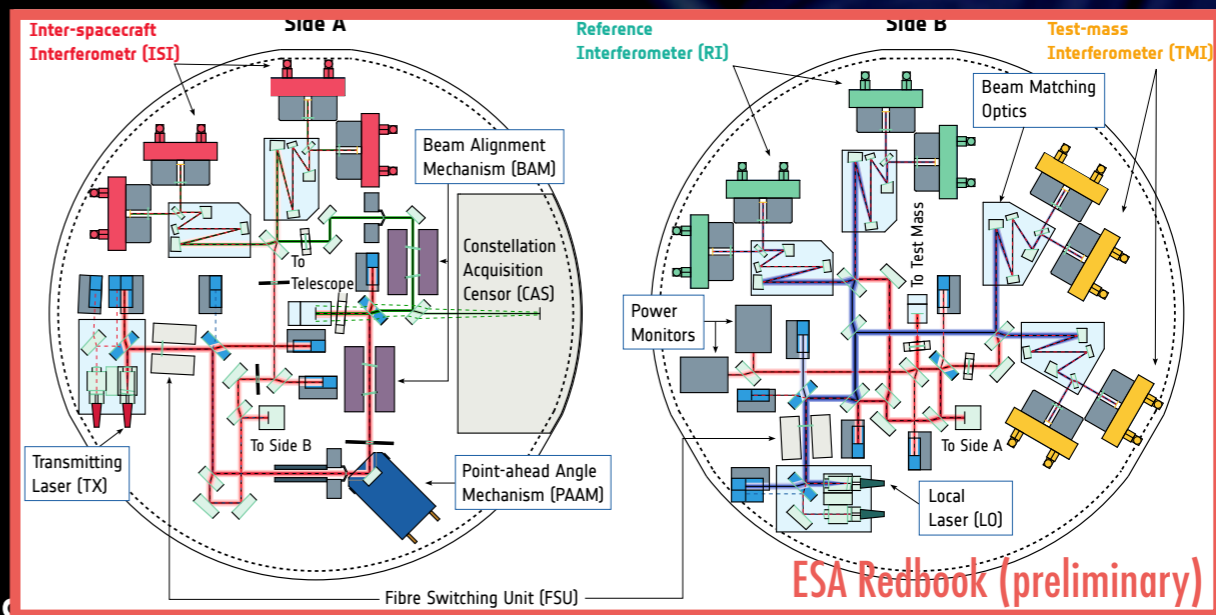 Side A
Side B
Inter-spacecraft
Interferometr (ISI)
Reference
Interferometer (RI)
Test-mass
Interferometer (TMI)
Beam Matching
Optics
Beam Alignment
Mechanism (BAM)
Constellation
Acquisition
Censor (CAS)
To
Telescope
To Test Mass
Power
Monitors
To Side B
To Side A
Transmitting
Laser (TX)
Point-ahead Angle
Mechanism (PAAM)
Local
Laser (LO)
Fibre Switching Unit (FSU)
ESA Redbook (preliminary)